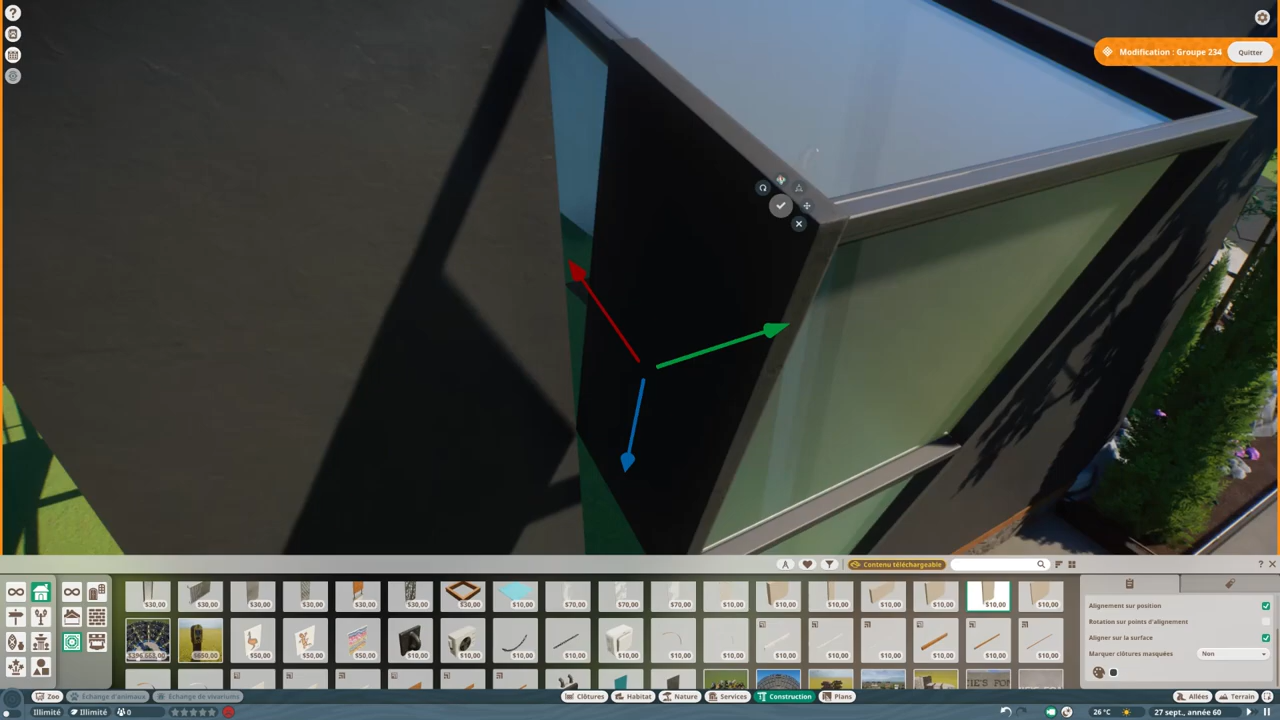 ?
Modification : Groupe 234
Quitter
Contenu téléchargeable
? ×
$30,00 $30,00 $30,00 $30,00 $30,00 $30,00 $30,00 $10,00 $70,00 $70,00 $70,00 $10,00 $10,00 $10,00 $10,00 $10,00 $10,00 $10,00
$650,00 $50,00 $50,00 $50,00 $10,00 $10,00 $10,00 $10,00 $10,00 $10,00 $10,00 $10,00 $10,00 $10,00 $10,00 $10,00 $10,00
Alignement sur position
Rotation sur points d'alignement
Aligner sur la surface
Marquer clôtures masquées
Non
Zoo
Échange d'animaux
Échange de vivariums
Clôtures
Habitat
Nature
Services
Construction
Plans
Allées
Terrain
Illimité
Illimité
0
26 °C
27 sept., année 60